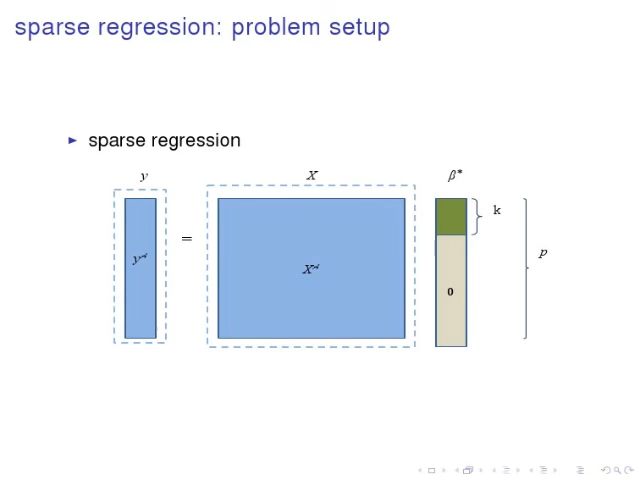 sparse regression: problem setup
sparse regression
y X β*
k
=
p
0